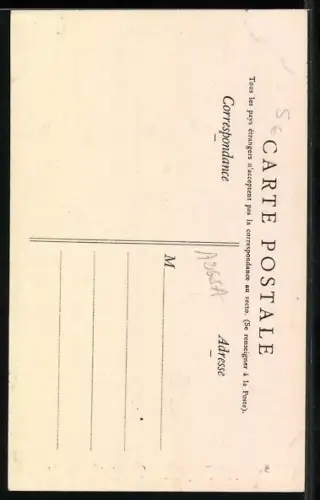 CARTE POSTALE
Tous les pays étrangers n'acceptent pas la correspondance au recto. (Se renseigner à la Poste).
Correspondance
Adresse
M